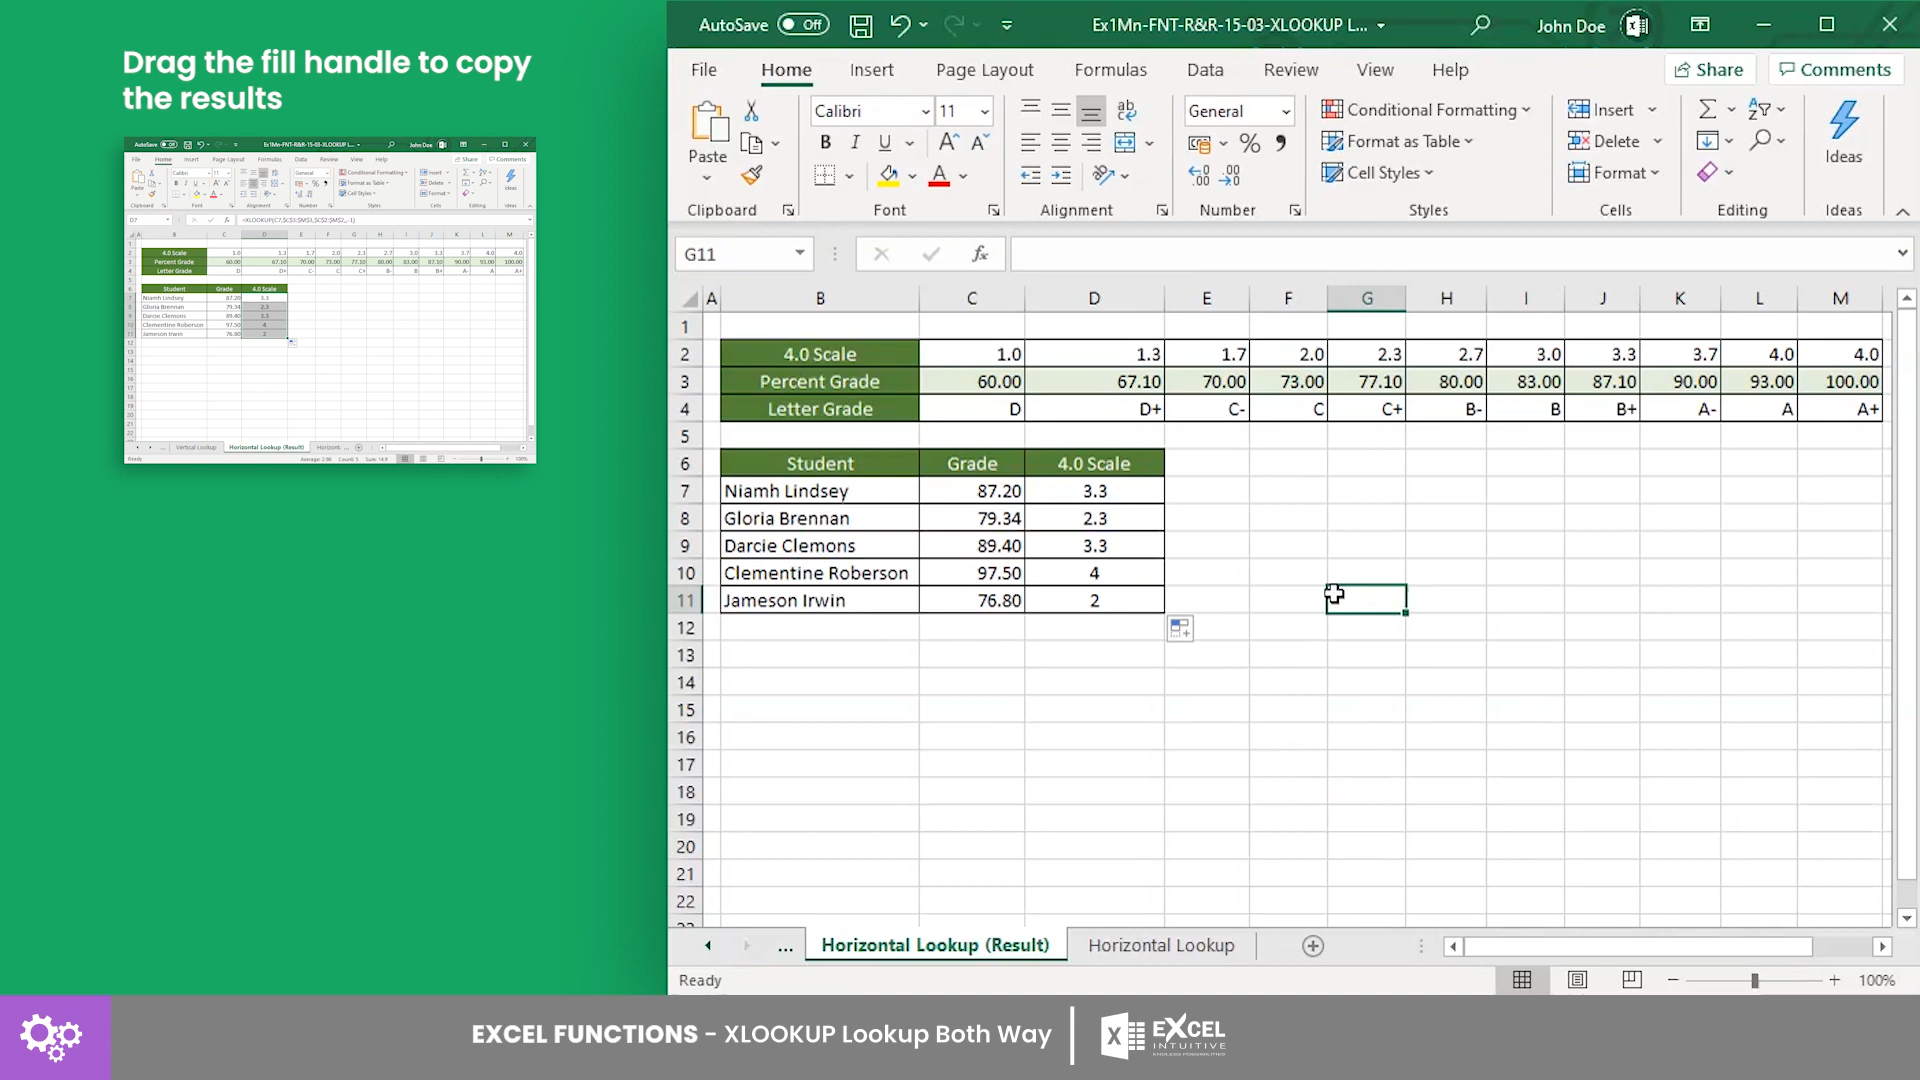 Drag the fill handle to copy
the results
AutoSave Off Ex1Mn-FNT-R&R-15-03-XLOOKUP L... John Doe
File Home Insert Page Layout Formulas Data Review View Help Share Comments
Calibri 11 General Conditional Formatting Insert
Paste B I U A A % Format as Table Delete Ideas
A Cell Styles Format
Clipboard Font Alignment Number Styles Cells Editing Ideas
G11 fx
A B C D E F G H I J K L M
1
2 4.0 Scale 1.0 1.3 1.7 2.0 2.3 2.7 3.0 3.3 3.7 4.0 4.0
3 Percent Grade 60.00 67.10 70.00 73.00 77.10 80.00 83.00 87.10 90.00 93.00 100.00
4 Letter Grade D D+ C- C C+ B- B B+ A- A A+
5
6 Student Grade 4.0 Scale
7 Niamh Lindsey 87.20 3.3
8 Gloria Brennan 79.34 2.3
9 Darcie Clemons 89.40 3.3
10 Clementine Roberson 97.50 4
11 Jameson Irwin 76.80 2
12
13
14
15
16
17
18
19
20
21
22
... Horizontal Lookup (Result) Horizontal Lookup
Ready 100%
EXCEL FUNCTIONS - XLOOKUP Lookup Both Way
EXCEL
INTUITIVE
ENDLESS POSSIBILITIES